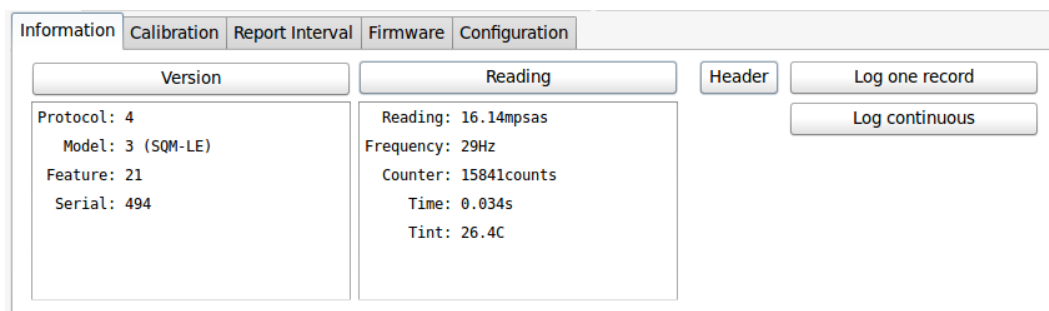 Information Calibration Report Interval Firmware Configuration
Version Reading Header Log one record
Log continuous
Protocol: 4
Model: 3 (SQM-LE)
Feature: 21
Serial: 494
Reading: 16.14mpsas
Frequency: 29Hz
Counter: 15841counts
Time: 0.034s
Tint: 26.4C